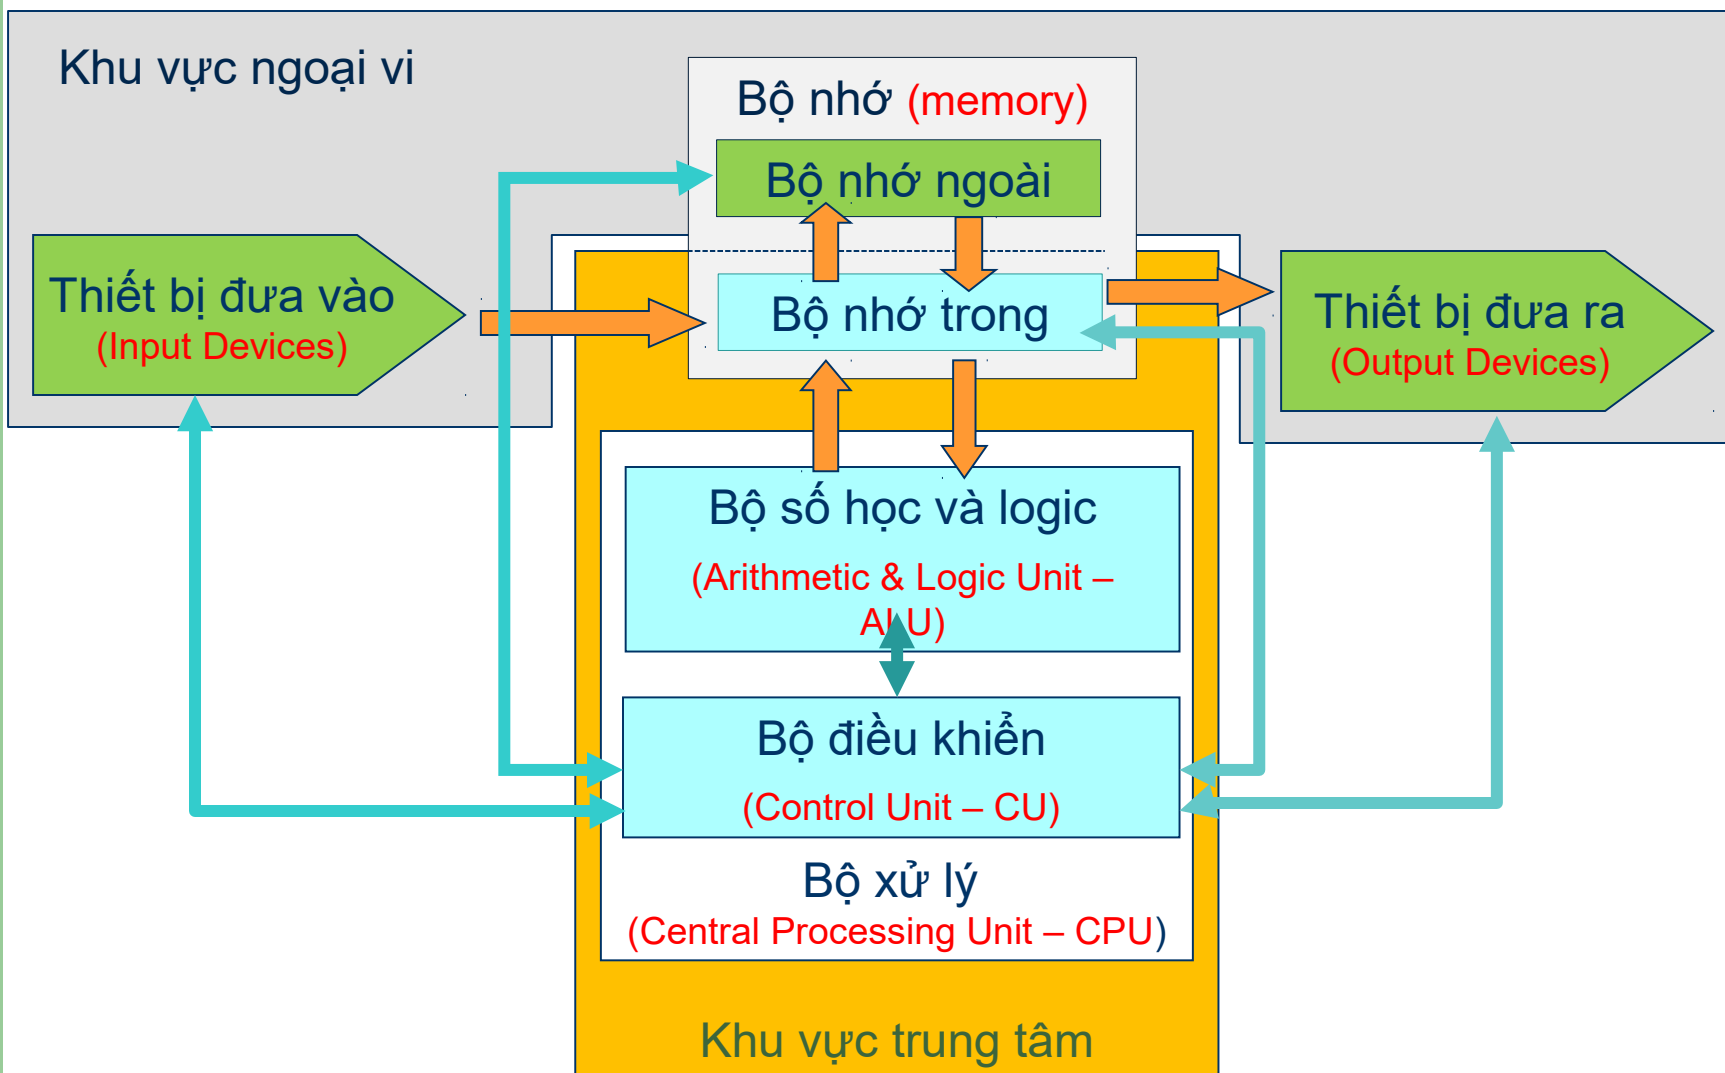 Khu vực ngoại vi
Bộ nhớ (memory)
Bộ nhớ ngoài
Thiết bị đưa vào
(Input Devices)
Bộ nhớ trong
Thiết bị đưa ra
(Output Devices)
Bộ số học và logic
(Arithmetic & Logic Unit –
ALU)
Bộ điều khiển
(Control Unit – CU)
Bộ xử lý
(Central Processing Unit – CPU)
Khu vực trung tâm